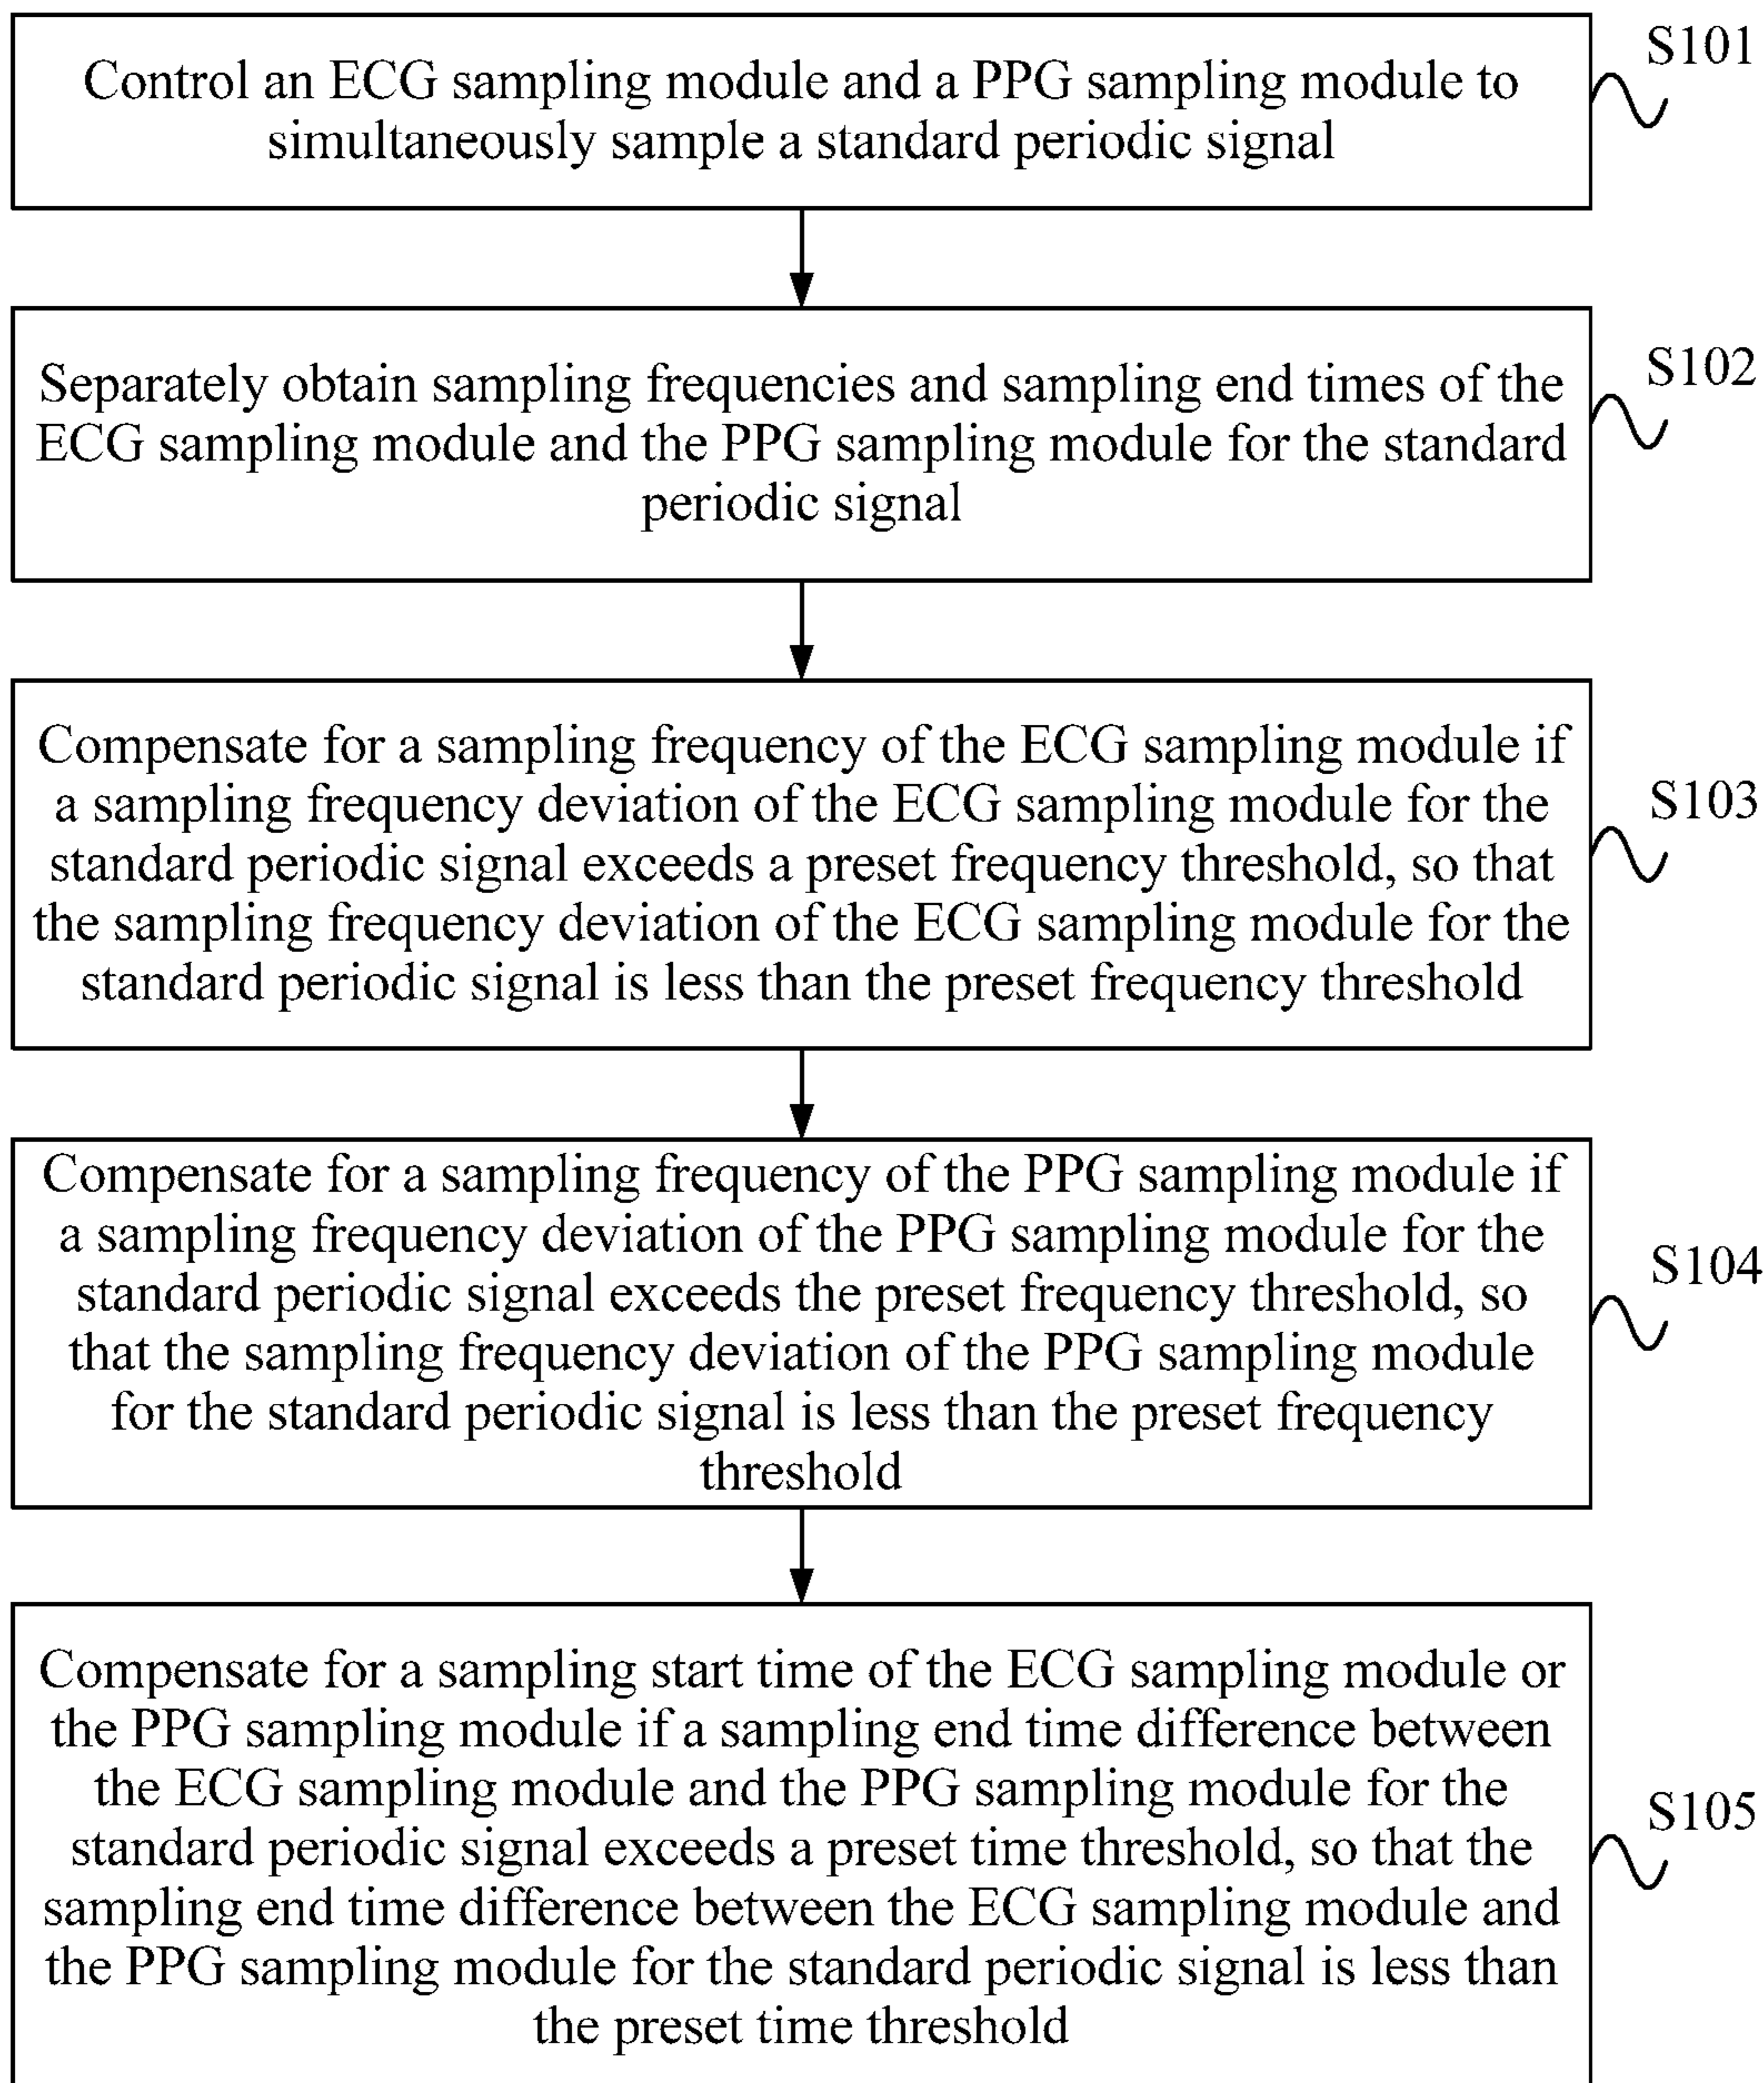 Control an ECG sampling module and a PPG sampling module to
simultaneously sample a standard periodic signal
S101
Separately obtain sampling frequencies and sampling end times of the
ECG sampling module and the PPG sampling module for the standard
periodic signal
S102
Compensate for a sampling frequency of the ECG sampling module if
a sampling frequency deviation of the ECG sampling module for the
standard periodic signal exceeds a preset frequency threshold, so that
the sampling frequency deviation of the ECG sampling module for the
standard periodic signal is less than the preset frequency threshold
S103
Compensate for a sampling frequency of the PPG sampling module if
a sampling frequency deviation of the PPG sampling module for the
standard periodic signal exceeds the preset frequency threshold, so
that the sampling frequency deviation of the PPG sampling module
for the standard periodic signal is less than the preset frequency
threshold
S104
Compensate for a sampling start time of the ECG sampling module or
the PPG sampling module if a sampling end time difference between
the ECG sampling module and the PPG sampling module for the
standard periodic signal exceeds a preset time threshold, so that the
sampling end time difference between the ECG sampling module and
the PPG sampling module for the standard periodic signal is less than
the preset time threshold
S105